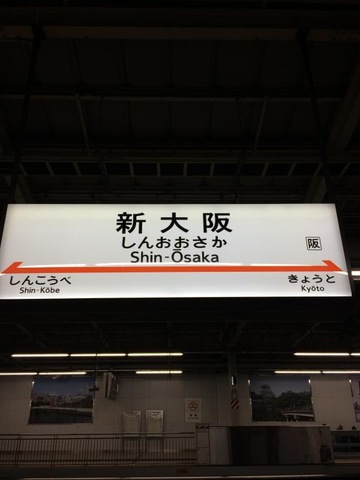 新大阪
しんおおさか
Shin-Ōsaka
阪
しんこうべ
Shin-Kōbe
きょうと
Kyōto